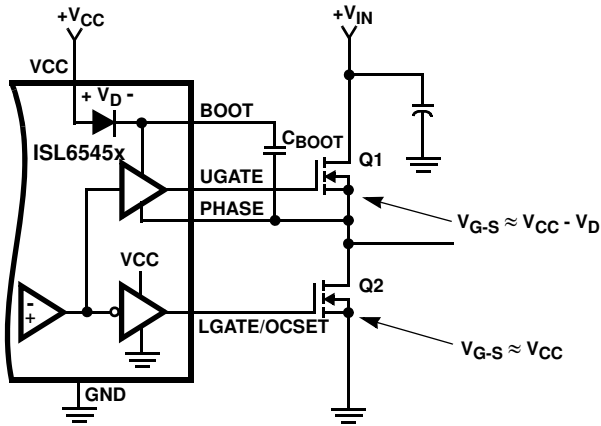 +VCC
+VIN
VCC
+ VD -
BOOT
CBOOT
ISL6545x
Q1
UGATE
PHASE
VG-S ≈ VCC - VD
VCC
Q2
- +
LGATE/OCSET
VG-S ≈ VCC
GND